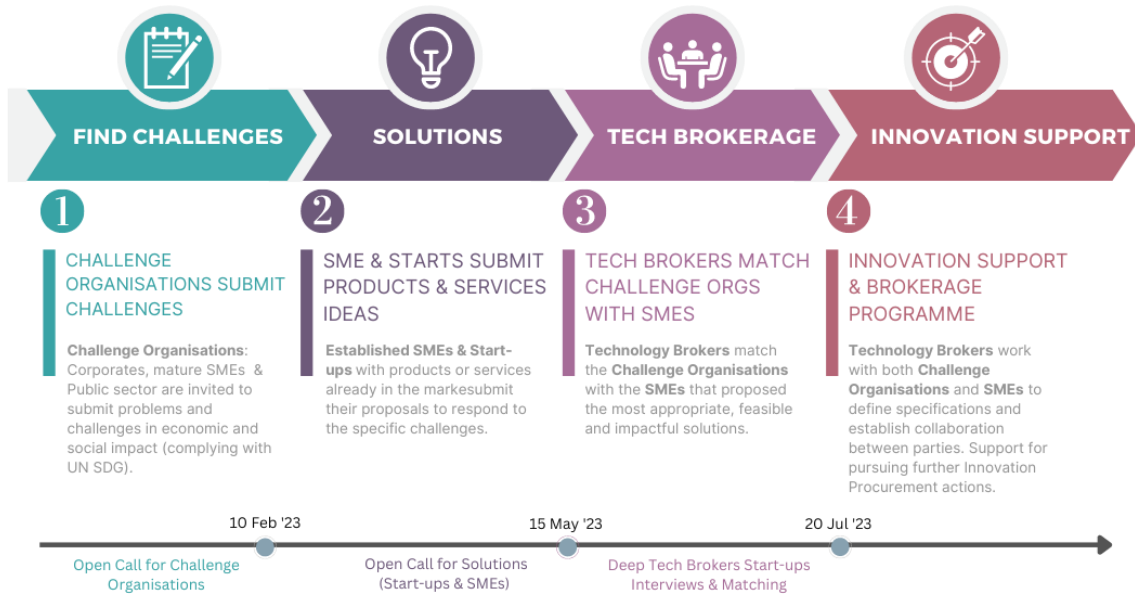 FIND CHALLENGES
SOLUTIONS
TECH BROKERAGE
INNOVATION SUPPORT
1
CHALLENGE
ORGANISATIONS SUBMIT
CHALLENGES
Challenge Organisations:
Corporates, mature SMEs &
Public sector are invited to
submit problems and
challenges in economic and
social impact (complying with
UN SDG).
2
SME & STARTS SUBMIT
PRODUCTS & SERVICES
IDEAS
Established SMEs & Start-
ups with products or services
already in the markesubmit
their proposals to respond to
the specific challenges.
3
TECH BROKERS MATCH
CHALLENGE ORGS
WITH SMES
Technology Brokers match
the Challenge Organisations
with the SMEs that proposed
the most appropriate, feasible
and impactful solutions.
4
INNOVATION SUPPORT
& BROKERAGE
PROGRAMME
Technology Brokers work
with both Challenge
Organisations and SMEs to
define specifications and
establish collaboration
between parties. Support for
pursuing further Innovation
Procurement actions.
10 Feb '23
15 May '23
20 Jul '23
Open Call for Challenge
Organisations
Open Call for Solutions
(Start-ups & SMEs)
Deep Tech Brokers Start-ups
Interviews & Matching